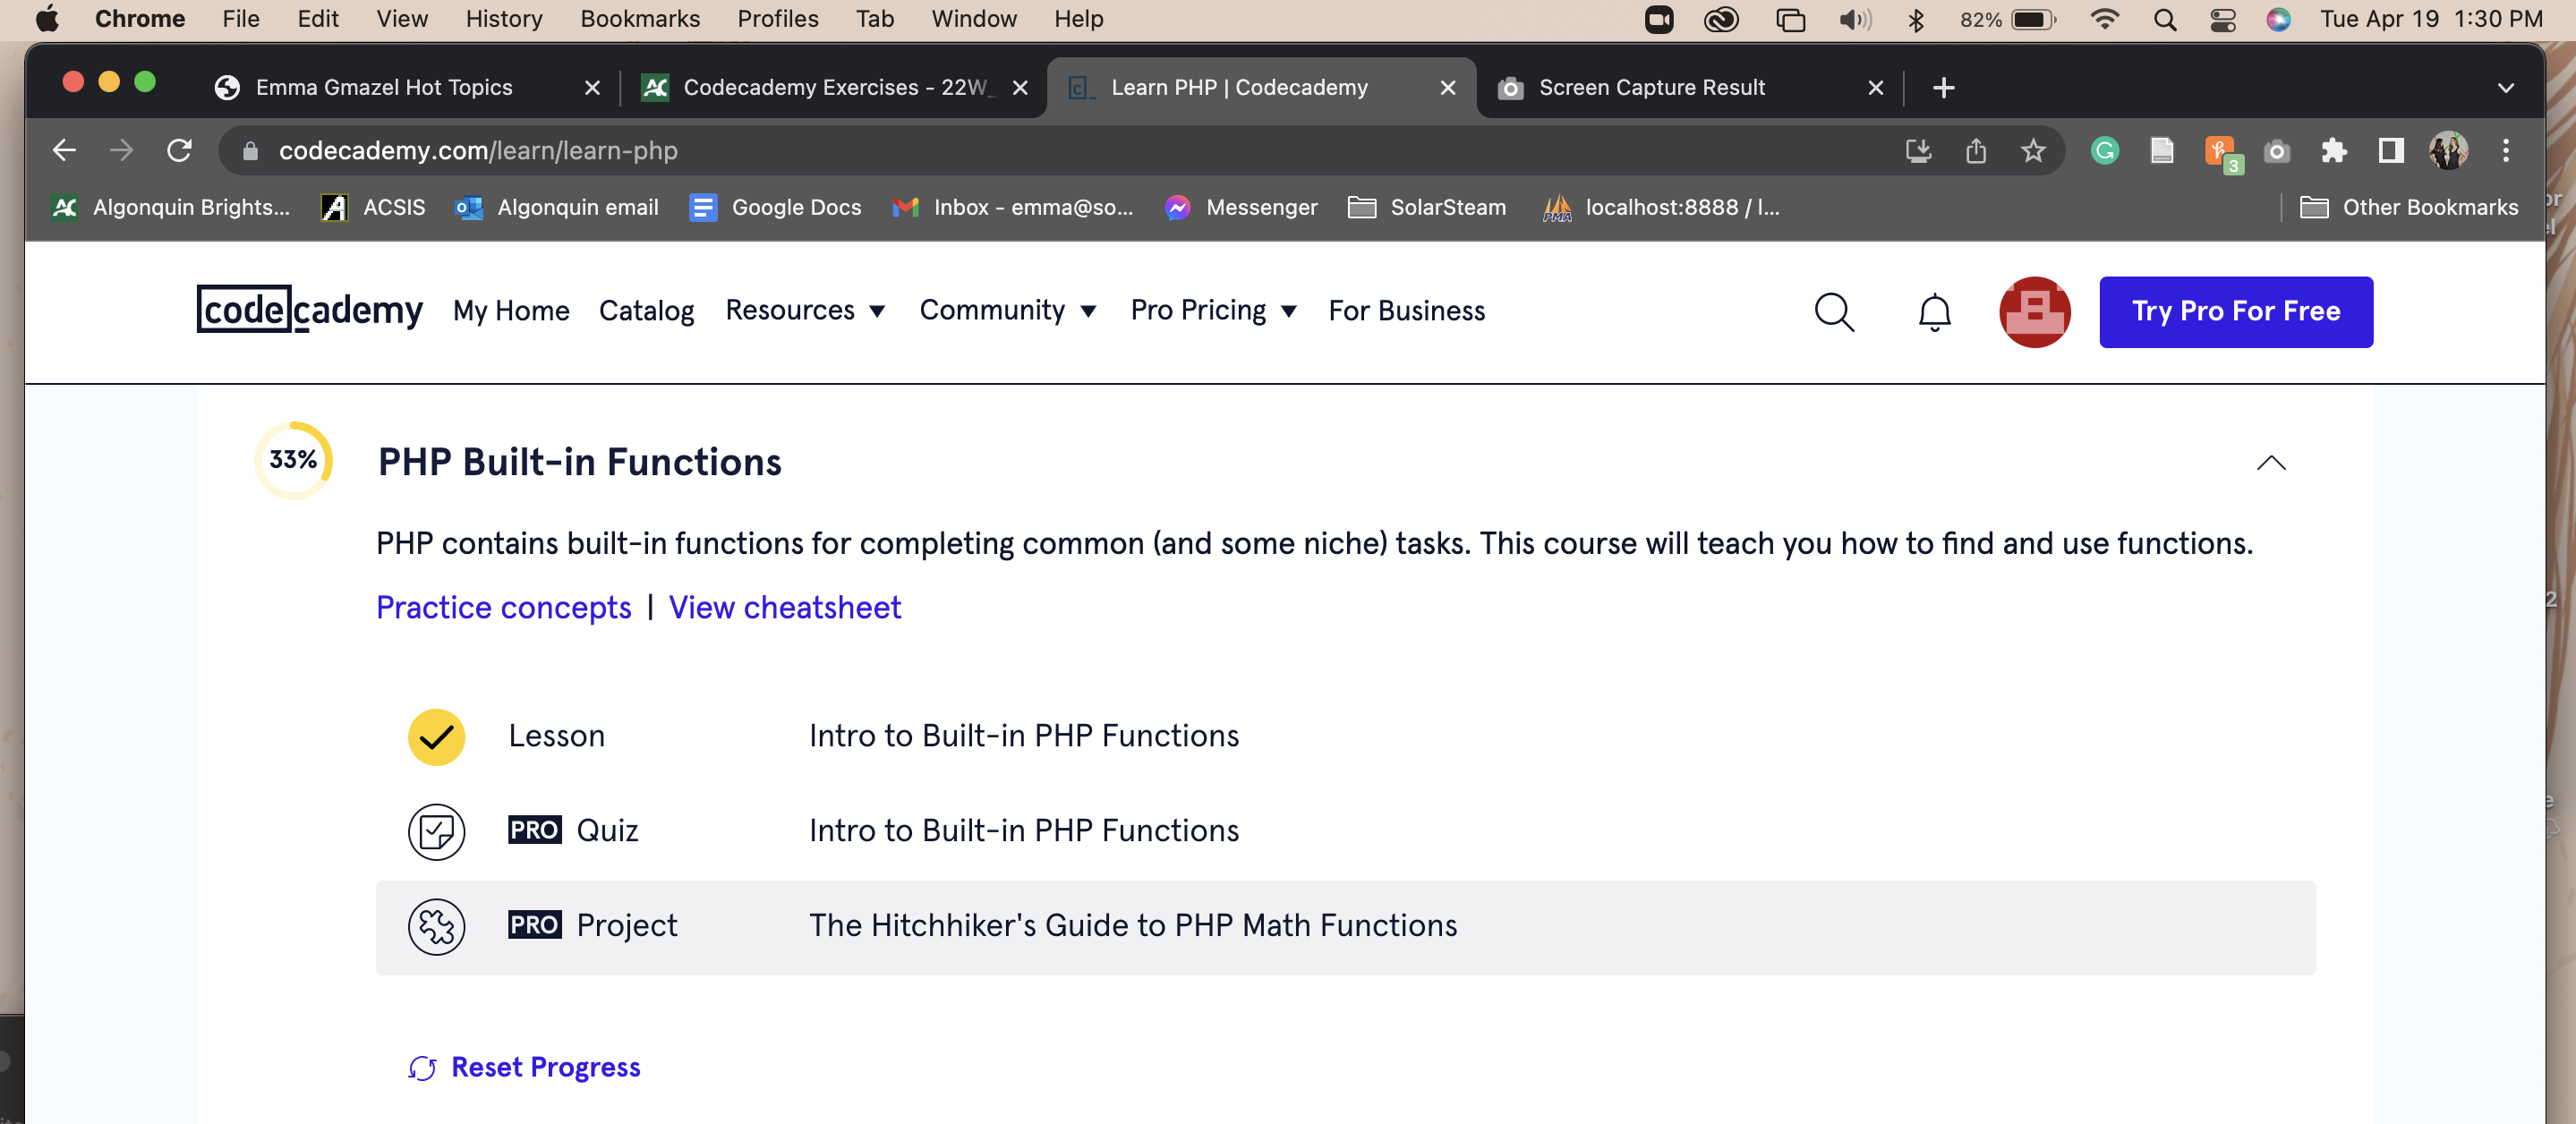 Chrome File Edit View History Bookmarks Profiles Tab Window Help 82% Tue Apr 19 1:30 PM
Emma Gmazel Hot Topics Codecademy Exercises - 22W_ Learn PHP | Codecademy Screen Capture Result
codecademy.com/learn/learn-php 3
Algonquin Brights... ACSIS Algonquin email Google Docs Inbox - emma@so... Messenger SolarSteam localhost:8888 / l... Other Bookmarks
codecademy My Home Catalog Resources Community Pro Pricing For Business Try Pro For Free
33% PHP Built-in Functions
PHP contains built-in functions for completing common (and some niche) tasks. This course will teach you how to find and use functions.
Practice concepts | View cheatsheet
Lesson Intro to Built-in PHP Functions
PRO Quiz Intro to Built-in PHP Functions
PRO Project The Hitchhiker's Guide to PHP Math Functions
Reset Progress